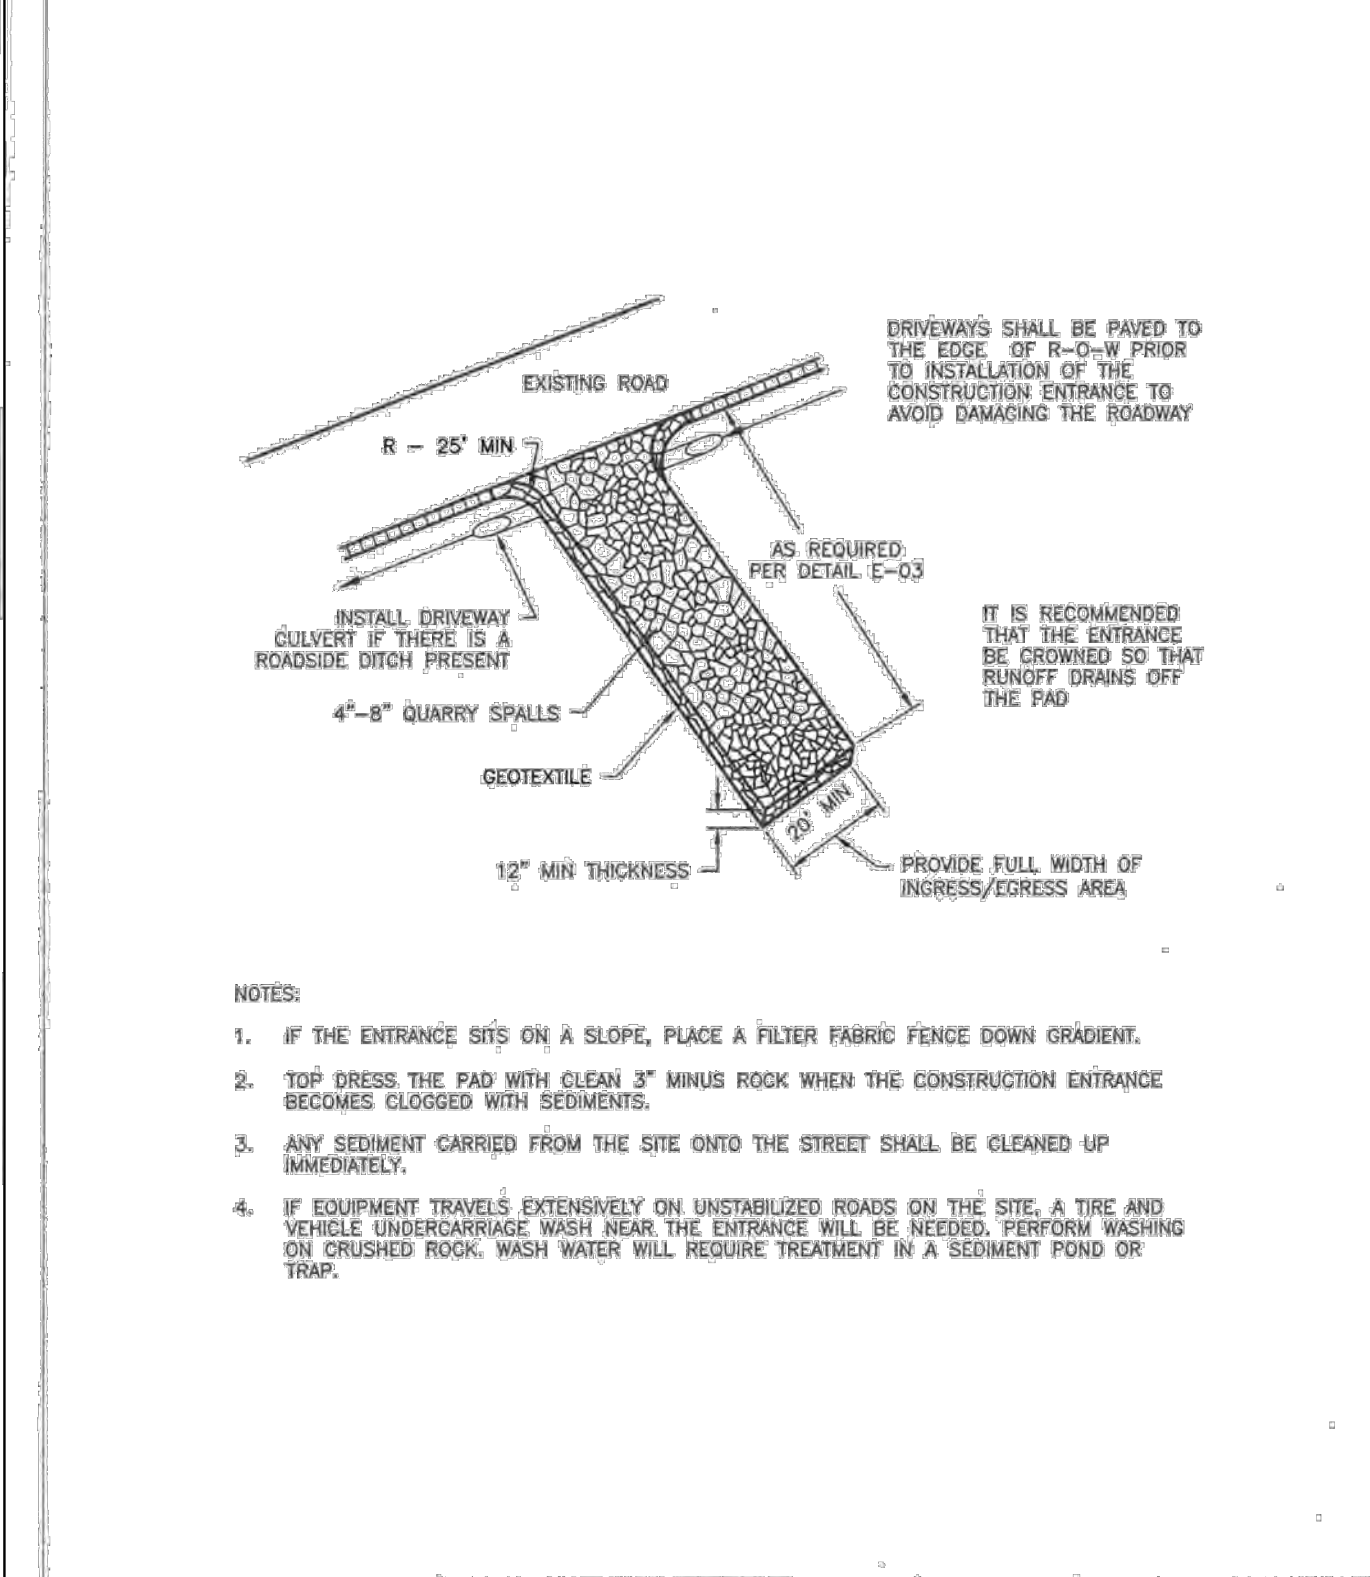 DRIVEWAYS SHALL BE PAVED TO
THE EDGE OF R-O-W PRIOR
TO INSTALLATION OF THE
CONSTRUCTION ENTRANCE TO
AVOID DAMAGING THE ROADWAY
EXISTING ROAD
R - 25' MIN
AS REQUIRED
PER DETAIL E-03
INSTALL DRIVEWAY
CULVERT IF THERE IS A
ROADSIDE DITCH PRESENT
IT IS RECOMMENDED
THAT THE ENTRANCE
BE CROWNED SO THAT
RUNOFF DRAINS OFF
THE PAD
4"-8" QUARRY SPALLS
GEOTEXTILE
20' MIN
12" MIN THICKNESS
PROVIDE FULL WIDTH OF
INGRESS/EGRESS AREA
NOTES:
1. IF THE ENTRANCE SITS ON A SLOPE, PLACE A FILTER FABRIC FENCE DOWN GRADIENT.
2. TOP DRESS THE PAD WITH CLEAN 3" MINUS ROCK WHEN THE CONSTRUCTION ENTRANCE
BECOMES CLOGGED WITH SEDIMENTS.
3. ANY SEDIMENT CARRIED FROM THE SITE ONTO THE STREET SHALL BE CLEANED UP
IMMEDIATELY.
4. IF EQUIPMENT TRAVELS EXTENSIVELY ON UNSTABILIZED ROADS ON THE SITE, A TIRE AND
VEHICLE UNDERCARRIAGE WASH NEAR THE ENTRANCE WILL BE NEEDED. PERFORM WASHING
ON CRUSHED ROCK. WASH WATER WILL REQUIRE TREATMENT IN A SEDIMENT POND OR
TRAP.